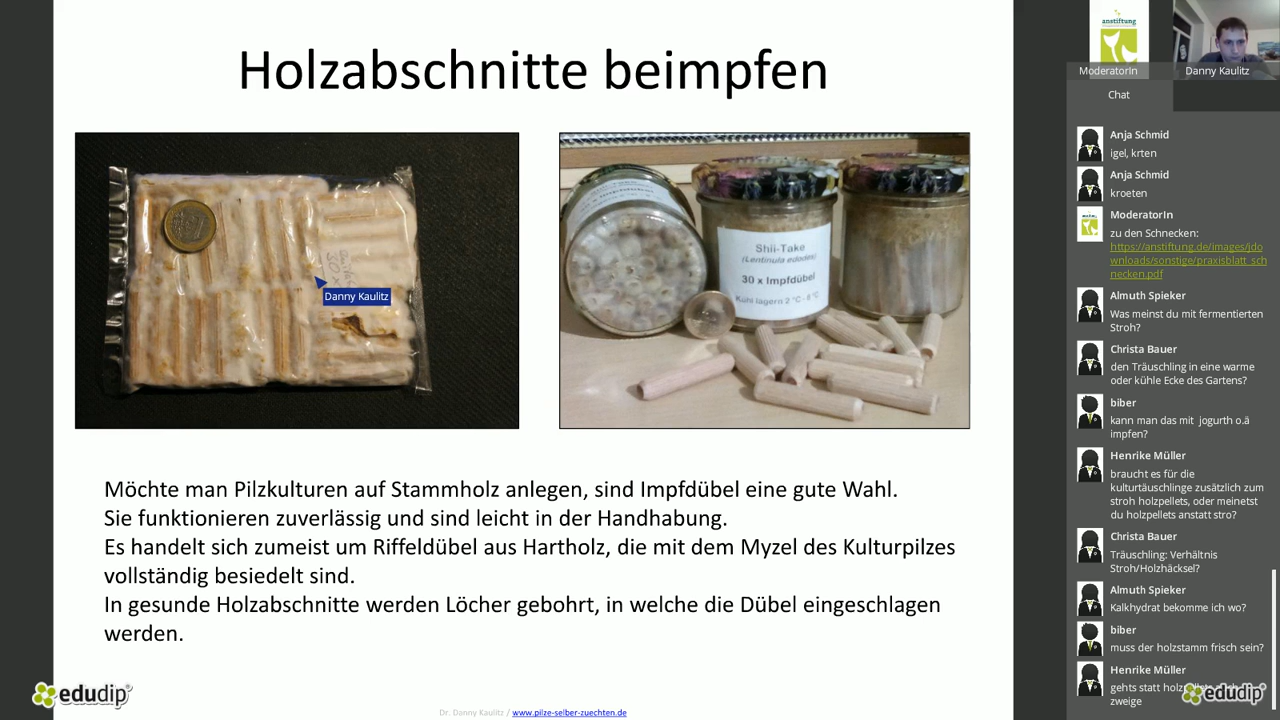 Holzabschnitte beimpfen
Danny Kaulitz
Shii-Take
(Lentinula edodes)
30 x Impfdübel
Kühl lagern 2 °C - 6 °C
Möchte man Pilzkulturen auf Stammholz anlegen, sind Impfdübel eine gute Wahl.
Sie funktionieren zuverlässig und sind leicht in der Handhabung.
Es handelt sich zumeist um Riffeldübel aus Hartholz, die mit dem Myzel des Kulturpilzes
vollständig besiedelt sind.
In gesunde Holzabschnitte werden Löcher gebohrt, in welche die Dübel eingeschlagen
werden.
edudip
Dr. Danny Kaulitz / www.pilze-selber-zuechten.de
anstiftung
ModeratorIn
Danny Kaulitz
Chat
Anja Schmid
igel, krten
Anja Schmid
kroeten
ModeratorIn
zu den Schnecken:
https://anstiftung.de/images/jdo
wnloads/sonstige/praxisblatt_sch
necken.pdf
Almuth Spieker
Was meinst du mit fermentierten
Stroh?
Christa Bauer
den Träuschling in eine warme
oder kühle Ecke des Gartens?
biber
kann man das mit jogurth o.ä
impfen?
Henrike Müller
braucht es für die
kulturtäuschlinge zusätzlich zum
stroh holzpellets, oder meinetst
du holzpellets anstatt stro?
Christa Bauer
Träuschling: Verhältnis
Stroh/Holzhäcksel?
Almuth Spieker
Kalkhydrat bekomme ich wo?
biber
muss der holzstamm frisch sein?
Henrike Müller
gehts statt
zweige
edudip